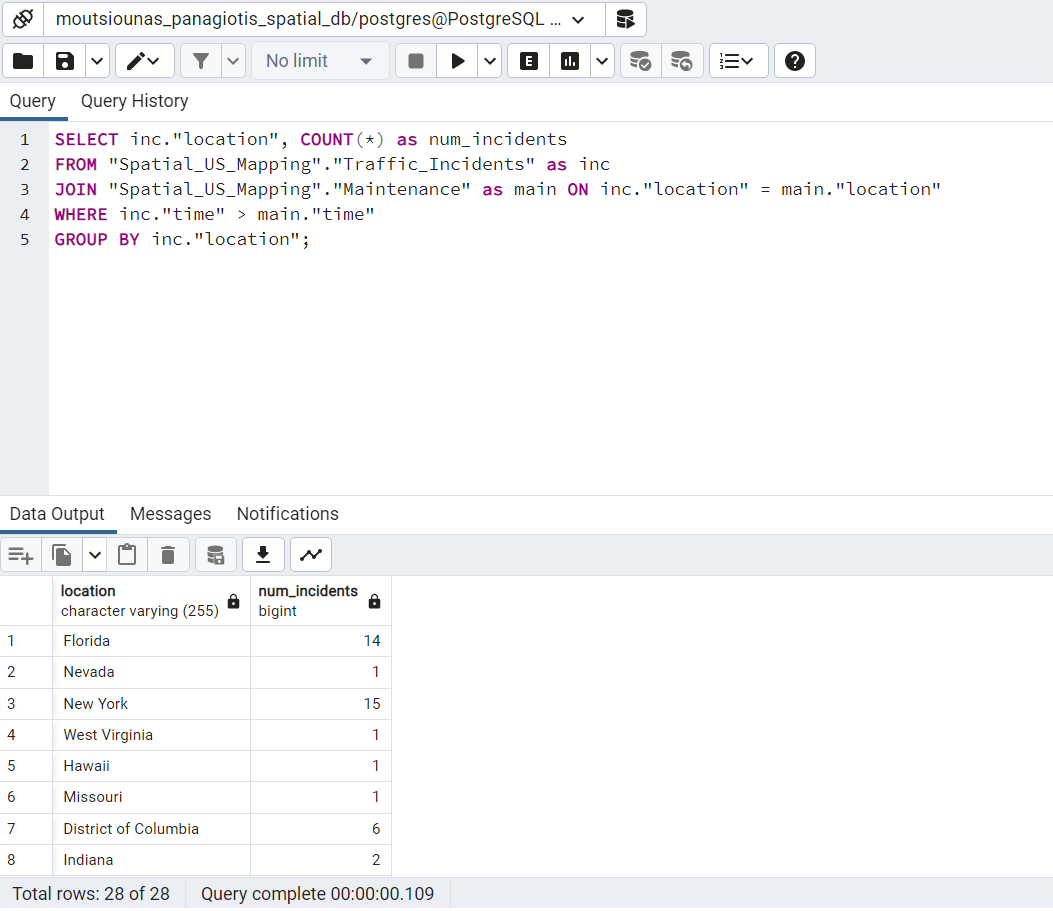 moutsiounas_panagiotis_spatial_db/postgres@PostgreSQL ...
No limit
E
Query Query History
1 SELECT inc."location", COUNT(*) as num_incidents
2 FROM "Spatial_US_Mapping"."Traffic_Incidents" as inc
3 JOIN "Spatial_US_Mapping"."Maintenance" as main ON inc."location" = main."location"
4 WHERE inc."time" > main."time"
5 GROUP BY inc."location";
Data Output Messages Notifications
location num_incidents
character varying (255) bigint
1 Florida 14
2 Nevada 1
3 New York 15
4 West Virginia 1
5 Hawaii 1
6 Missouri 1
7 District of Columbia 6
8 Indiana 2
Total rows: 28 of 28 Query complete 00:00:00.109